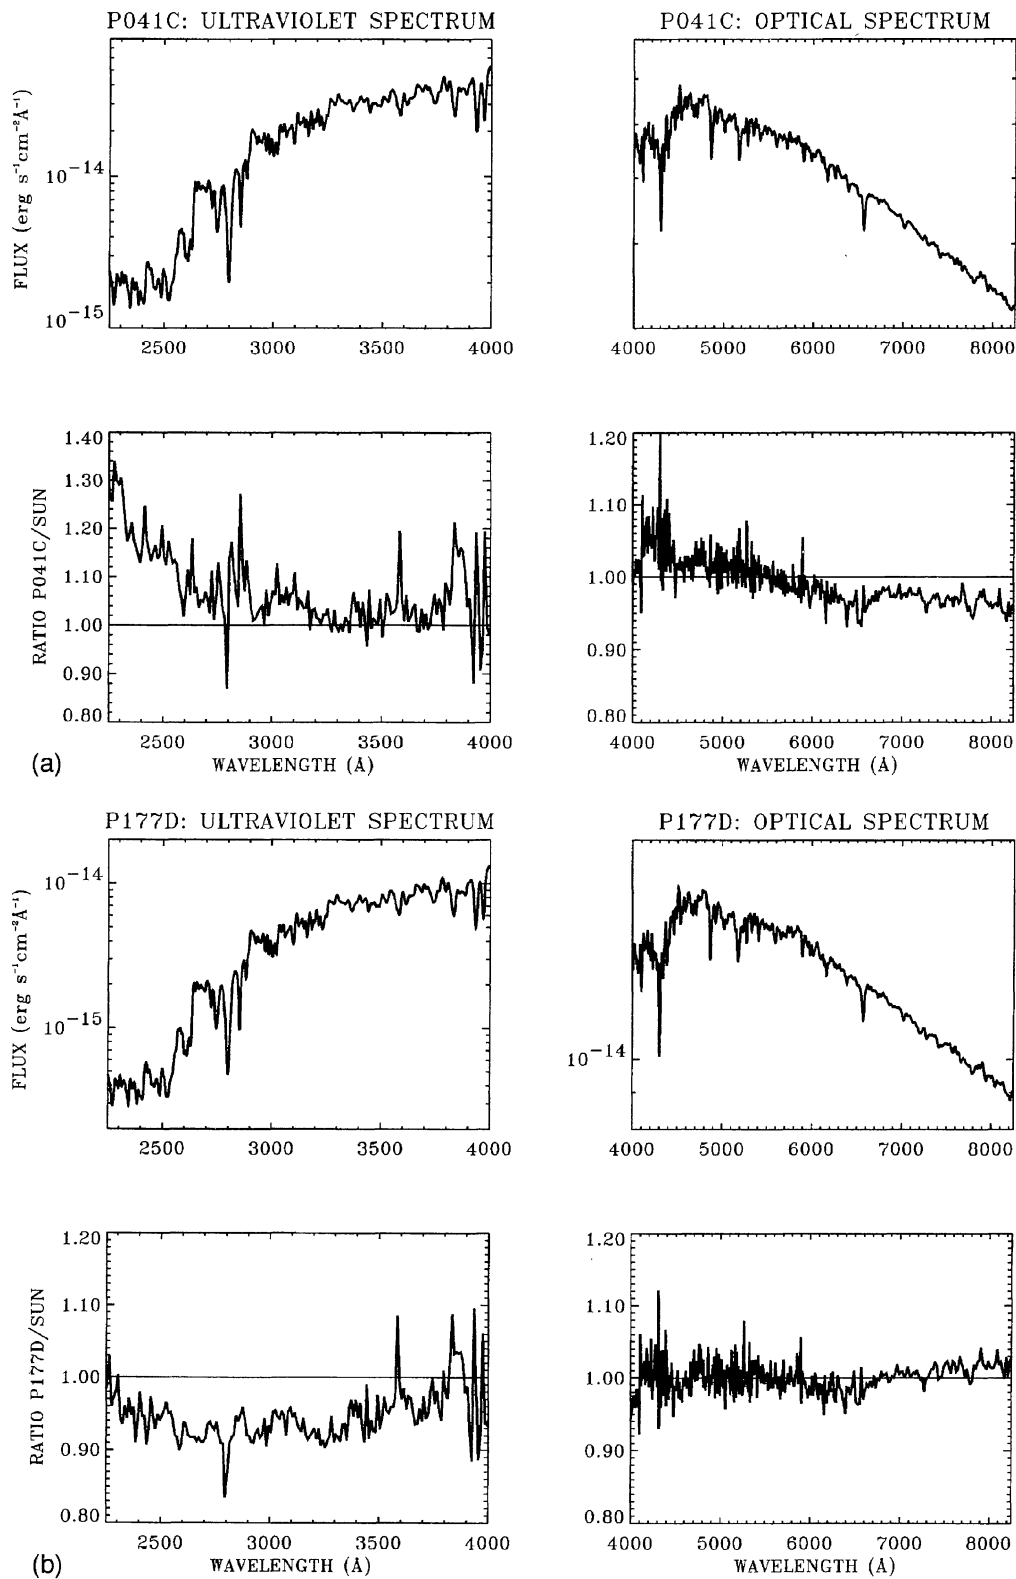 P041C: ULTRAVIOLET SPECTRUM
P041C: OPTICAL SPECTRUM
FLUX (erg s⁻¹cm⁻²Å⁻¹)
10⁻¹⁴
10⁻¹⁵
2500 3000 3500 4000
4000 5000 6000 7000 8000
RATIO P041C/SUN
1.40
1.30
1.20
1.10
1.00
0.90
0.80
2500 3000 3500 4000
WAVELENGTH (Å)
1.20
1.10
1.00
0.90
0.80
4000 5000 6000 7000 8000
WAVELENGTH (Å)
(a)
P177D: ULTRAVIOLET SPECTRUM
P177D: OPTICAL SPECTRUM
FLUX (erg s⁻¹cm⁻²Å⁻¹)
10⁻¹⁴
10⁻¹⁵
2500 3000 3500 4000
10⁻¹⁴
4000 5000 6000 7000 8000
RATIO P177D/SUN
1.20
1.10
1.00
0.90
0.80
2500 3000 3500 4000
WAVELENGTH (Å)
1.20
1.10
1.00
0.90
0.80
4000 5000 6000 7000 8000
WAVELENGTH (Å)
(b)